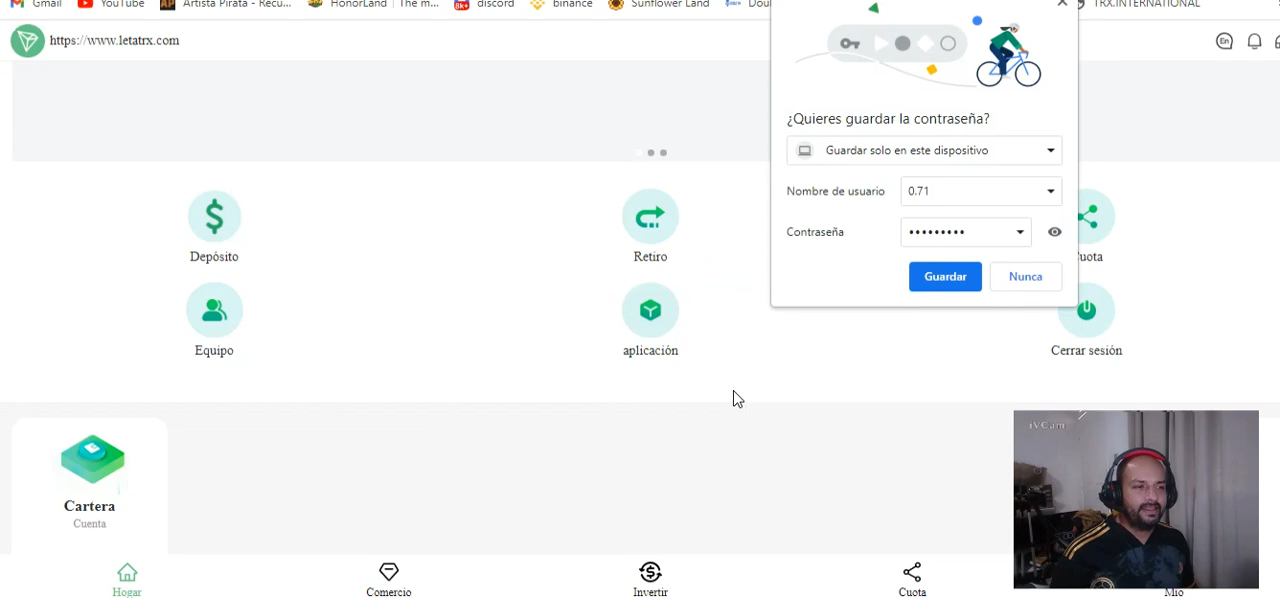 Gmail YouTube Artista Pirata - Recu... HonorLand | The m... discord binance Sunflower Land TRX.INTERNATIONAL
https://www.letatrx.com
En
¿Quieres guardar la contraseña?
Guardar solo en este dispositivo
Nombre de usuario 0.71
Contraseña •••••••••
Guardar Nunca
Depósito Retiro
Equipo aplicación Cerrar sesión
iVCam
Cartera
Cuenta
Hogar Comercio Invertir Cuota Mío